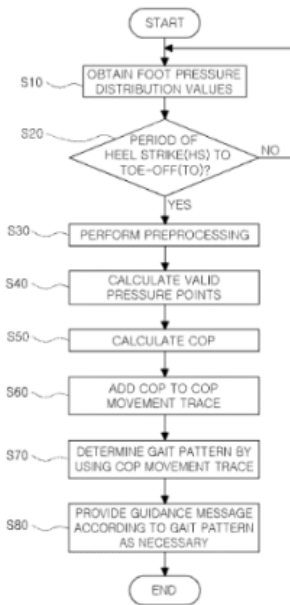 START
S10
OBTAIN FOOT PRESSURE
DISTRIBUTION VALUES
S20
PERIOD OF
HEEL STRIKE(HS) TO
TOE-OFF(TO)?
NO
YES
S30
PERFORM PREPROCESSING
S40
CALCULATE VALID
PRESSURE POINTS
S50
CALCULATE COP
S60
ADD COP TO COP
MOVEMENT TRACE
S70
DETERMINE GAIT PATTERN BY
USING COP MOVEMENT TRACE
S80
PROVIDE GUIDANCE MESSAGE
ACCORDING TO GAIT PATTERN
AS NECESSARY
END